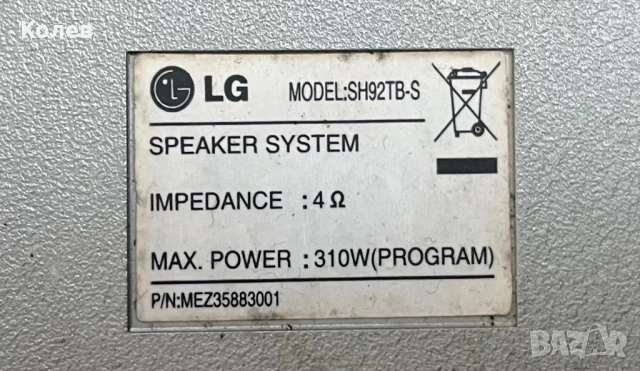 Колев
LG MODEL:SH92TB-S
SPEAKER SYSTEM
IMPEDANCE : 4 Ω
MAX. POWER : 310W(PROGRAM)
P/N:MEZ35883001
BAZAR